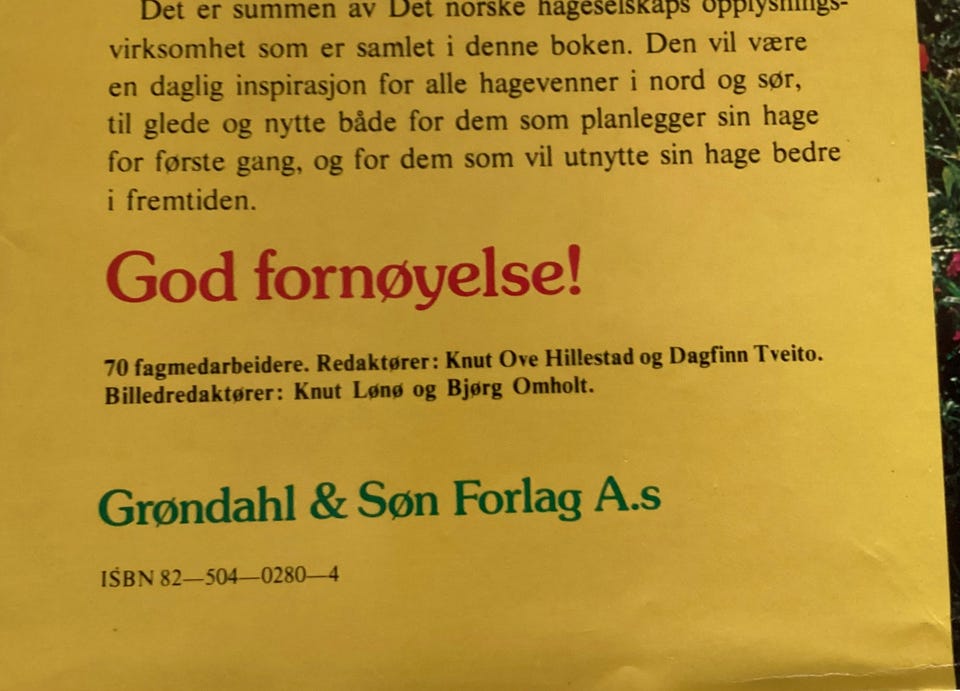 Det er summen av Det norske hageselskaps opplysnings-
virksomhet som er samlet i denne boken. Den vil være
en daglig inspirasjon for alle hagevenner i nord og sør,
til glede og nytte både for dem som planlegger sin hage
for første gang, og for dem som vil utnytte sin hage bedre
i fremtiden.
God fornøyelse!
70 fagmedarbeidere. Redaktører: Knut Ove Hillestad og Dagfinn Tveito.
Billedredaktører: Knut Lønø og Bjørg Omholt.
Grøndahl & Søn Forlag A.s
ISBN 82—504—0280—4